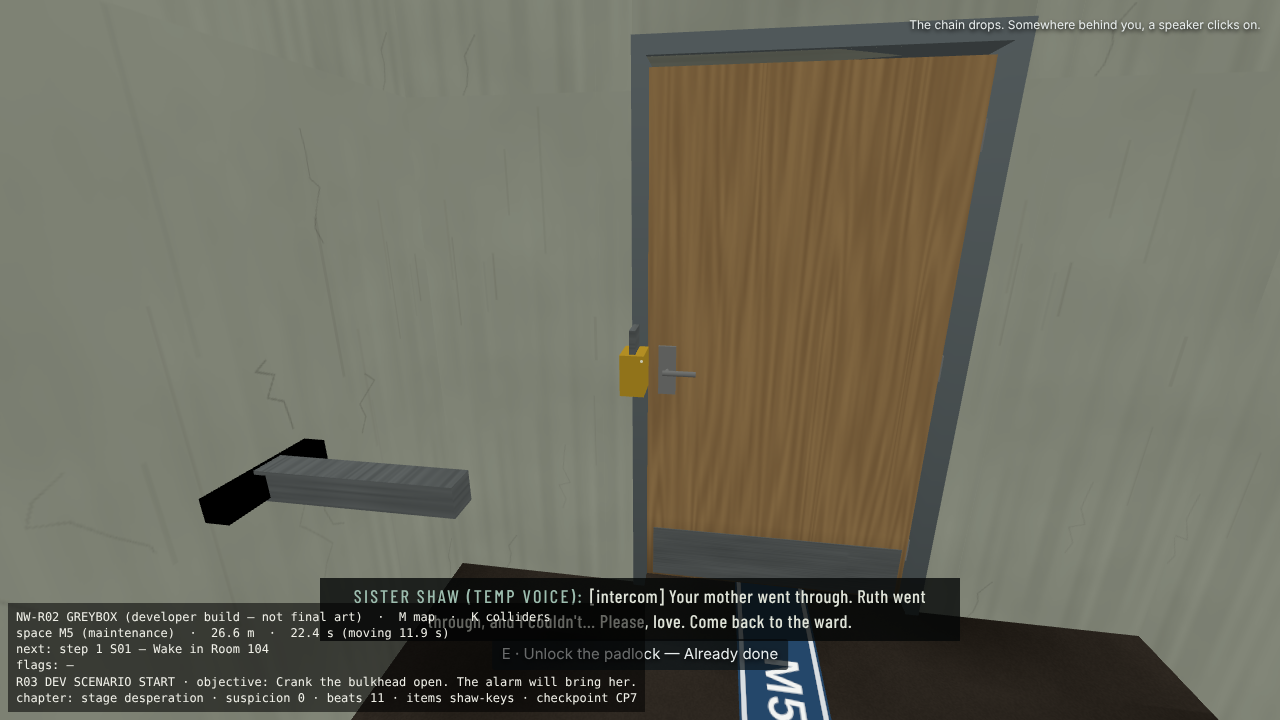 The chain drops. Somewhere behind you, a speaker clicks on.
SISTER SHAW (TEMP VOICE): [intercom] Your mother went through. Ruth went
through, and I couldn't... Please, love. Come back to the ward.
E · Unlock the padlock — Already done
NW-R02 GREYBOX (developer build — not final art)  ·  M map  ·  K colliders
space M5 (maintenance)  ·  26.6 m  ·  22.4 s (moving 11.9 s)
next: step 1 S01 — Wake in Room 104
flags: —
R03 DEV SCENARIO START · objective: Crank the bulkhead open. The alarm will bring her.
chapter: stage desperation · suspicion 0 · beats 11 · items shaw-keys · checkpoint CP7
M5